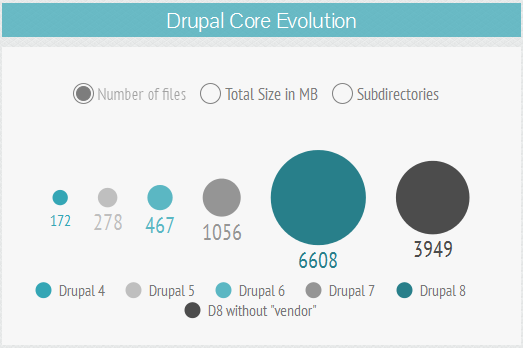 Drupal Core Evolution
Number of files Total Size in MB Subdirectories
172 278 467 1056 6608 3949
Drupal 4 Drupal 5 Drupal 6 Drupal 7 Drupal 8
D8 without "vendor"